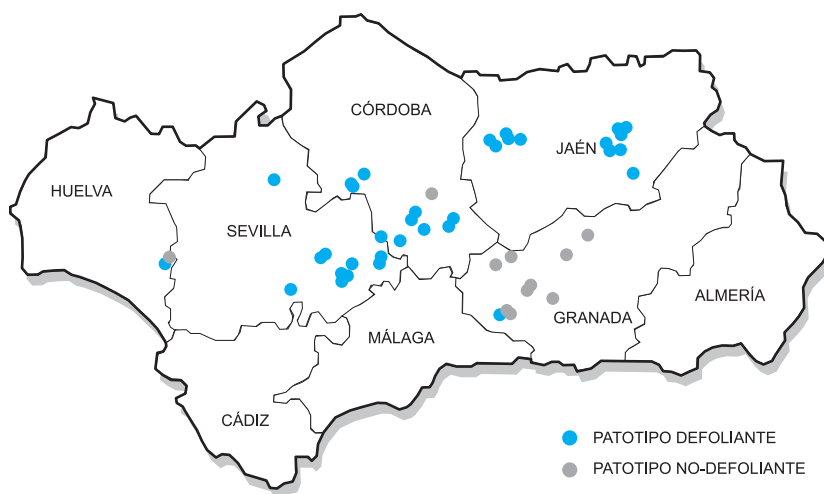 CÓRDOBA
JAÉN
HUELVA
SEVILLA
ALMERÍA
GRANADA
MÁLAGA
CÁDIZ
PATOTIPO DEFOLIANTE
PATOTIPO NO-DEFOLIANTE